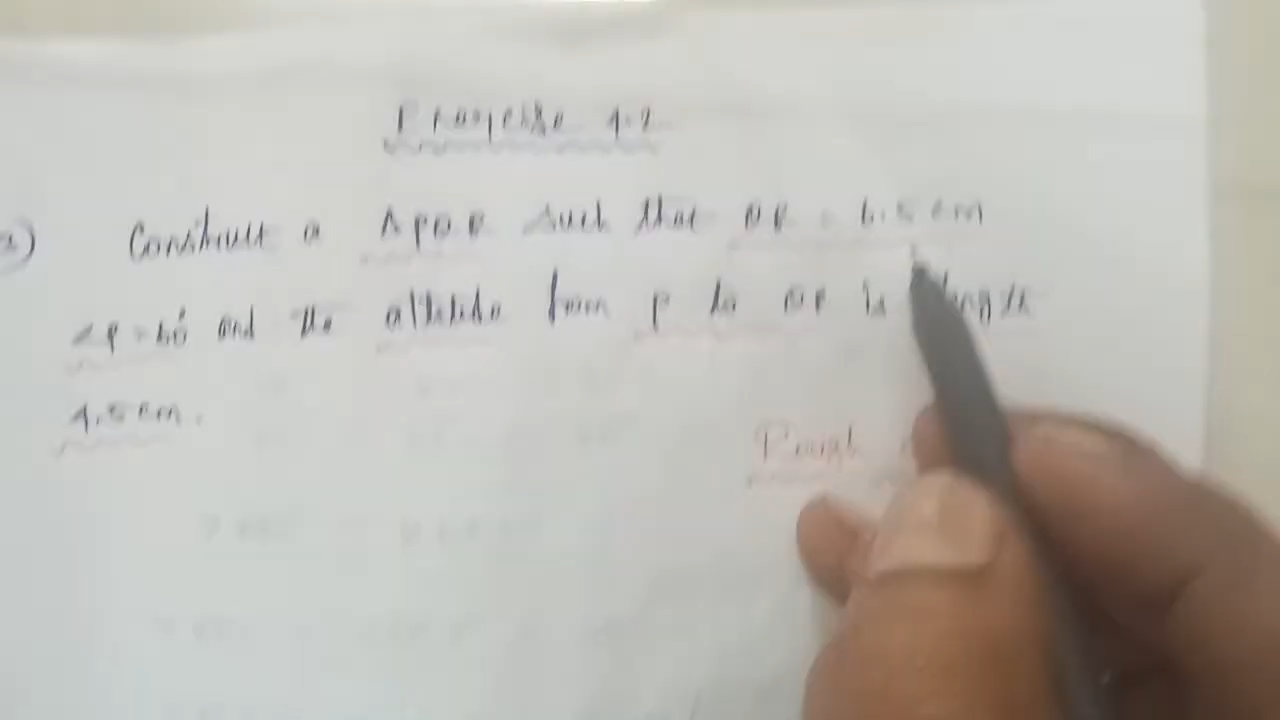 Exercise 4.2
Construct a ΔPQR such that QR = 6.5 cm
∠P = 60° and the altitude from P to QR is length
4.5 cm.
Rough